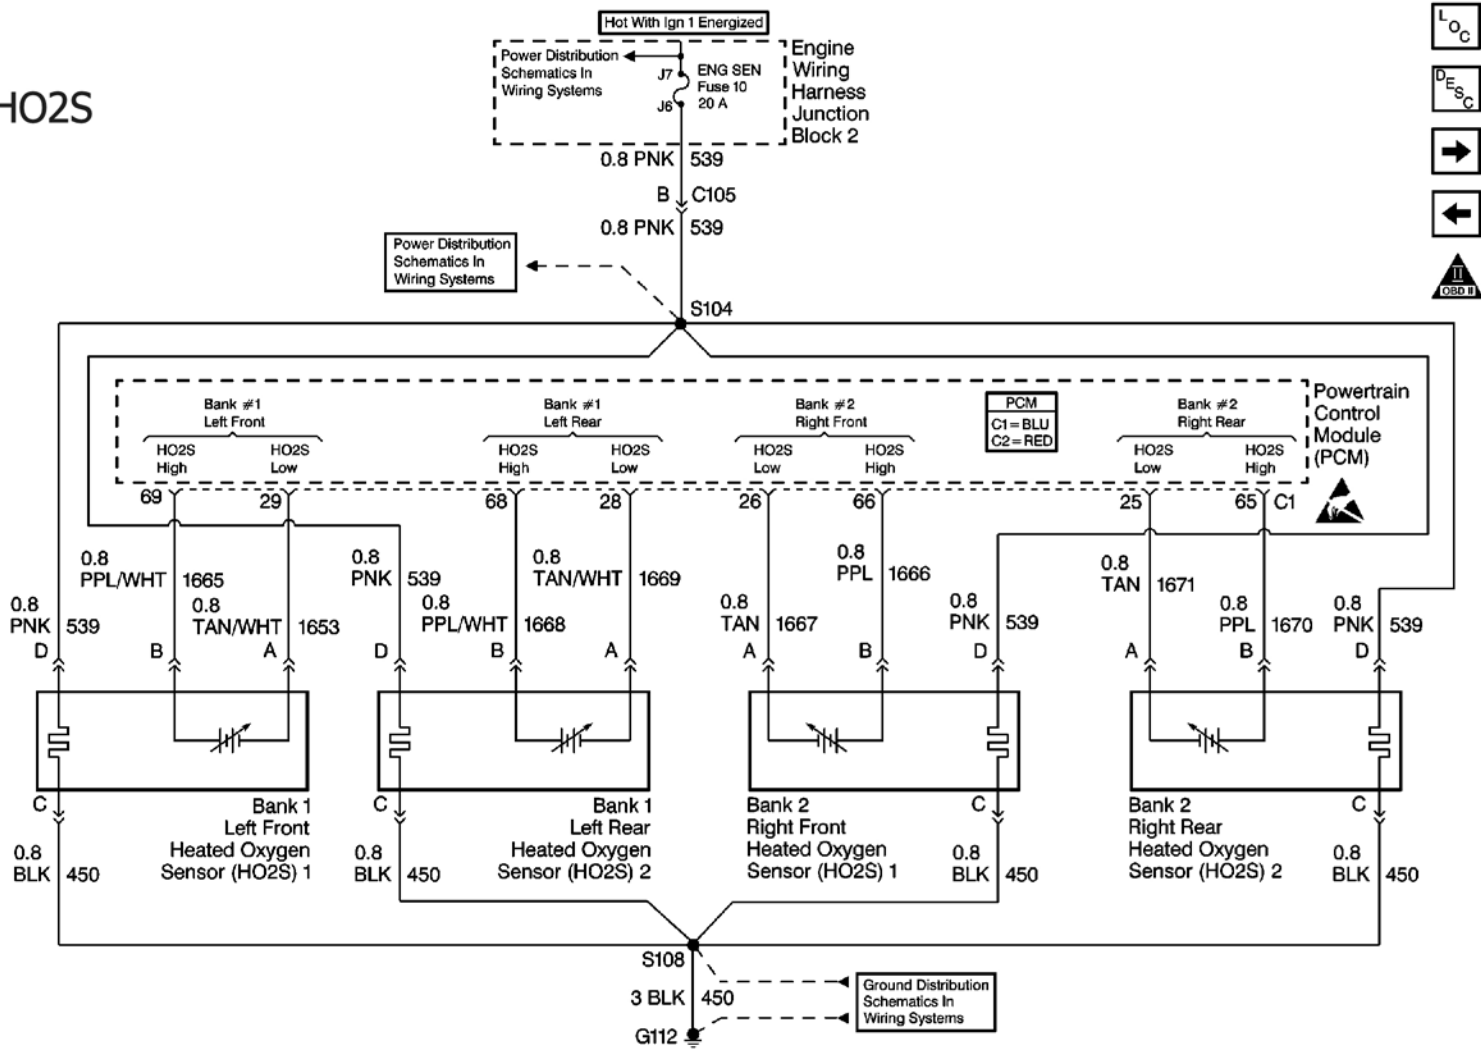 HO2S
Hot With Ign 1 Energized
Power Distribution
Schematics In
Wiring Systems
J7
J6
ENG SEN
Fuse 10
20 A
Engine
Wiring
Harness
Junction
Block 2
0.8 PNK 539
B C105
0.8 PNK 539
Power Distribution
Schematics In
Wiring Systems
S104
LOC
DESC
II
OBD II
Bank #1
Left Front
HO2S
High
HO2S
Low
Bank #1
Left Rear
HO2S
High
HO2S
Low
Bank #2
Right Front
HO2S
Low
HO2S
High
PCM
C1=BLU
C2=RED
Bank #2
Right Rear
HO2S
Low
HO2S
High
Powertrain
Control
Module
(PCM)
69 29 68 28 26 66 25 65 C1
0.8
PNK 539
D
0.8
PPL/WHT 1665
B
0.8
TAN/WHT 1653
A
0.8
PNK 539
D
0.8
PPL/WHT 1668
B
0.8
TAN/WHT 1669
A
0.8
TAN 1667
A
0.8
PPL 1666
B
0.8
PNK 539
D
0.8
TAN 1671
A
0.8
PPL 1670
B
0.8
PNK 539
D
C
Bank 1
Left Front
Heated Oxygen
Sensor (HO2S) 1
0.8
BLK 450
C
Bank 1
Left Rear
Heated Oxygen
Sensor (HO2S) 2
0.8
BLK 450
Bank 2
Right Front
Heated Oxygen
Sensor (HO2S) 1
C
0.8
BLK 450
Bank 2
Right Rear
Heated Oxygen
Sensor (HO2S) 2
C
0.8
BLK 450
S108
3 BLK 450
G112
Ground Distribution
Schematics In
Wiring Systems